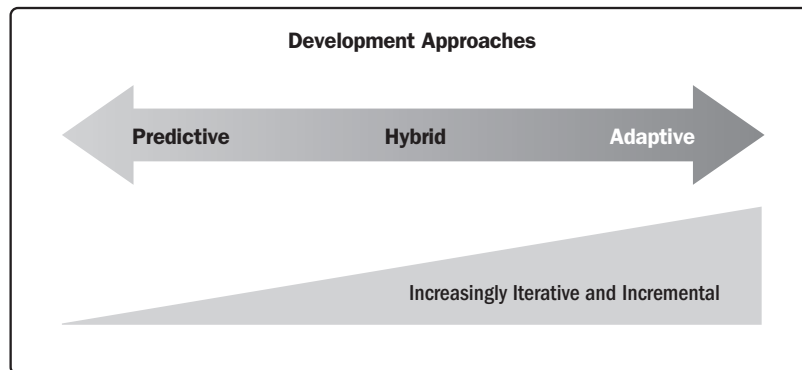 Development Approaches
Predictive Hybrid Adaptive
Increasingly Iterative and Incremental